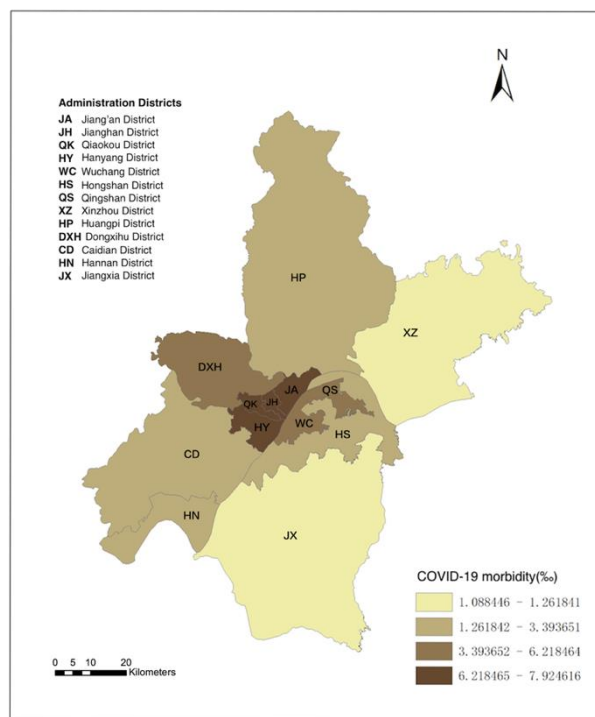 N
Administration Districts
JA Jiang'an District
JH Jianghan District
QK Qiaokou District
HY Hanyang District
WC Wuchang District
HS Hongshan District
QS Qingshan District
XZ Xinzhou District
HP Huangpi District
DXH Dongxihu District
CD Caidian District
HN Hannan District
JX Jiangxia District
HP
XZ
DXH
JA
QS
QK
JH
HY
WC
HS
CD
HN
JX
COVID-19 morbidity(‰)
1.088446 - 1.261841
1.261842 - 3.393651
3.393652 - 6.218464
6.218465 - 7.924616
0 5 10 20
Kilometers